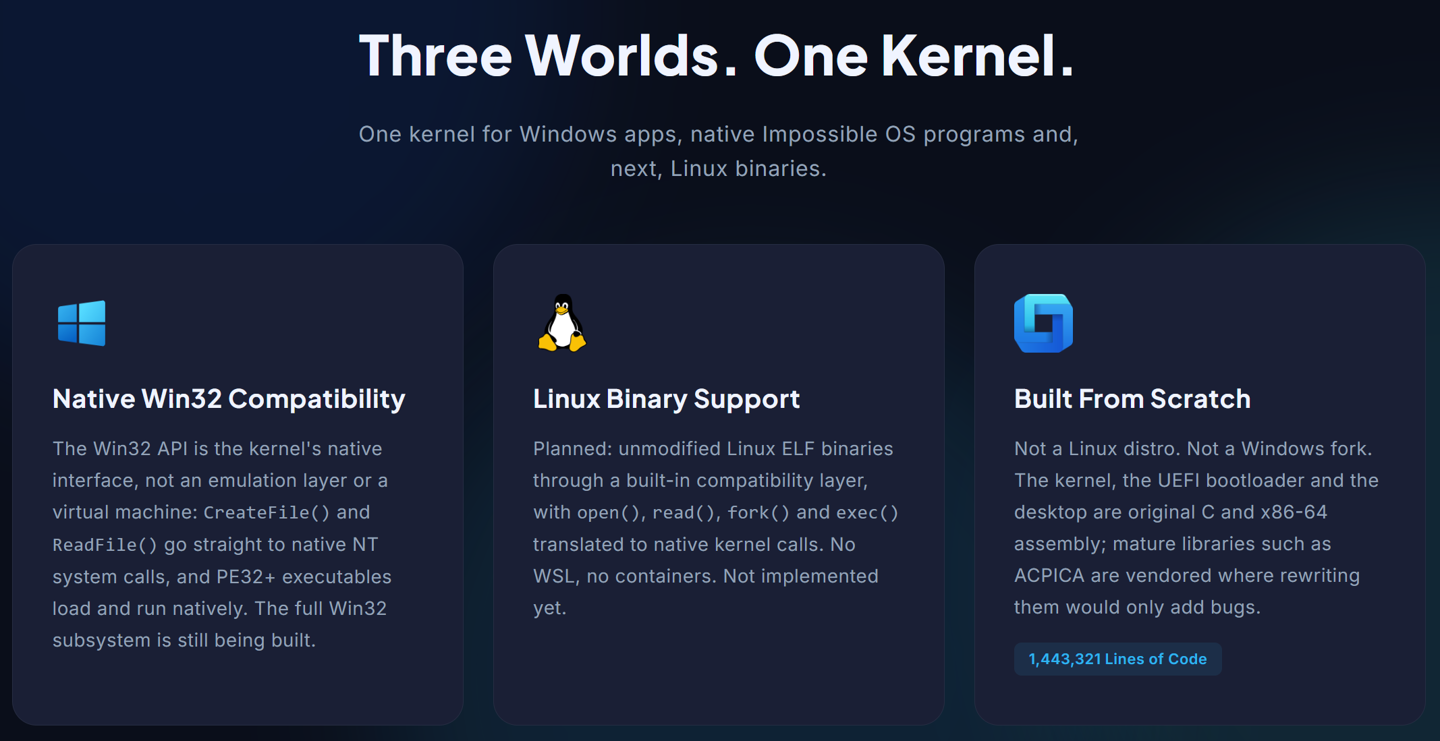 Three Worlds. One Kernel.
One kernel for Windows apps, native Impossible OS programs and,
next, Linux binaries.
Native Win32 Compatibility
The Win32 API is the kernel's native
interface, not an emulation layer or a
virtual machine: CreateFile() and
ReadFile() go straight to native NT
system calls, and PE32+ executables
load and run natively. The full Win32
subsystem is still being built.
Linux Binary Support
Planned: unmodified Linux ELF binaries
through a built-in compatibility layer,
with open(), read(), fork() and exec()
translated to native kernel calls. No
WSL, no containers. Not implemented
yet.
Built From Scratch
Not a Linux distro. Not a Windows fork.
The kernel, the UEFI bootloader and the
desktop are original C and x86-64
assembly; mature libraries such as
ACPICA are vendored where rewriting
them would only add bugs.
1,443,321 Lines of Code